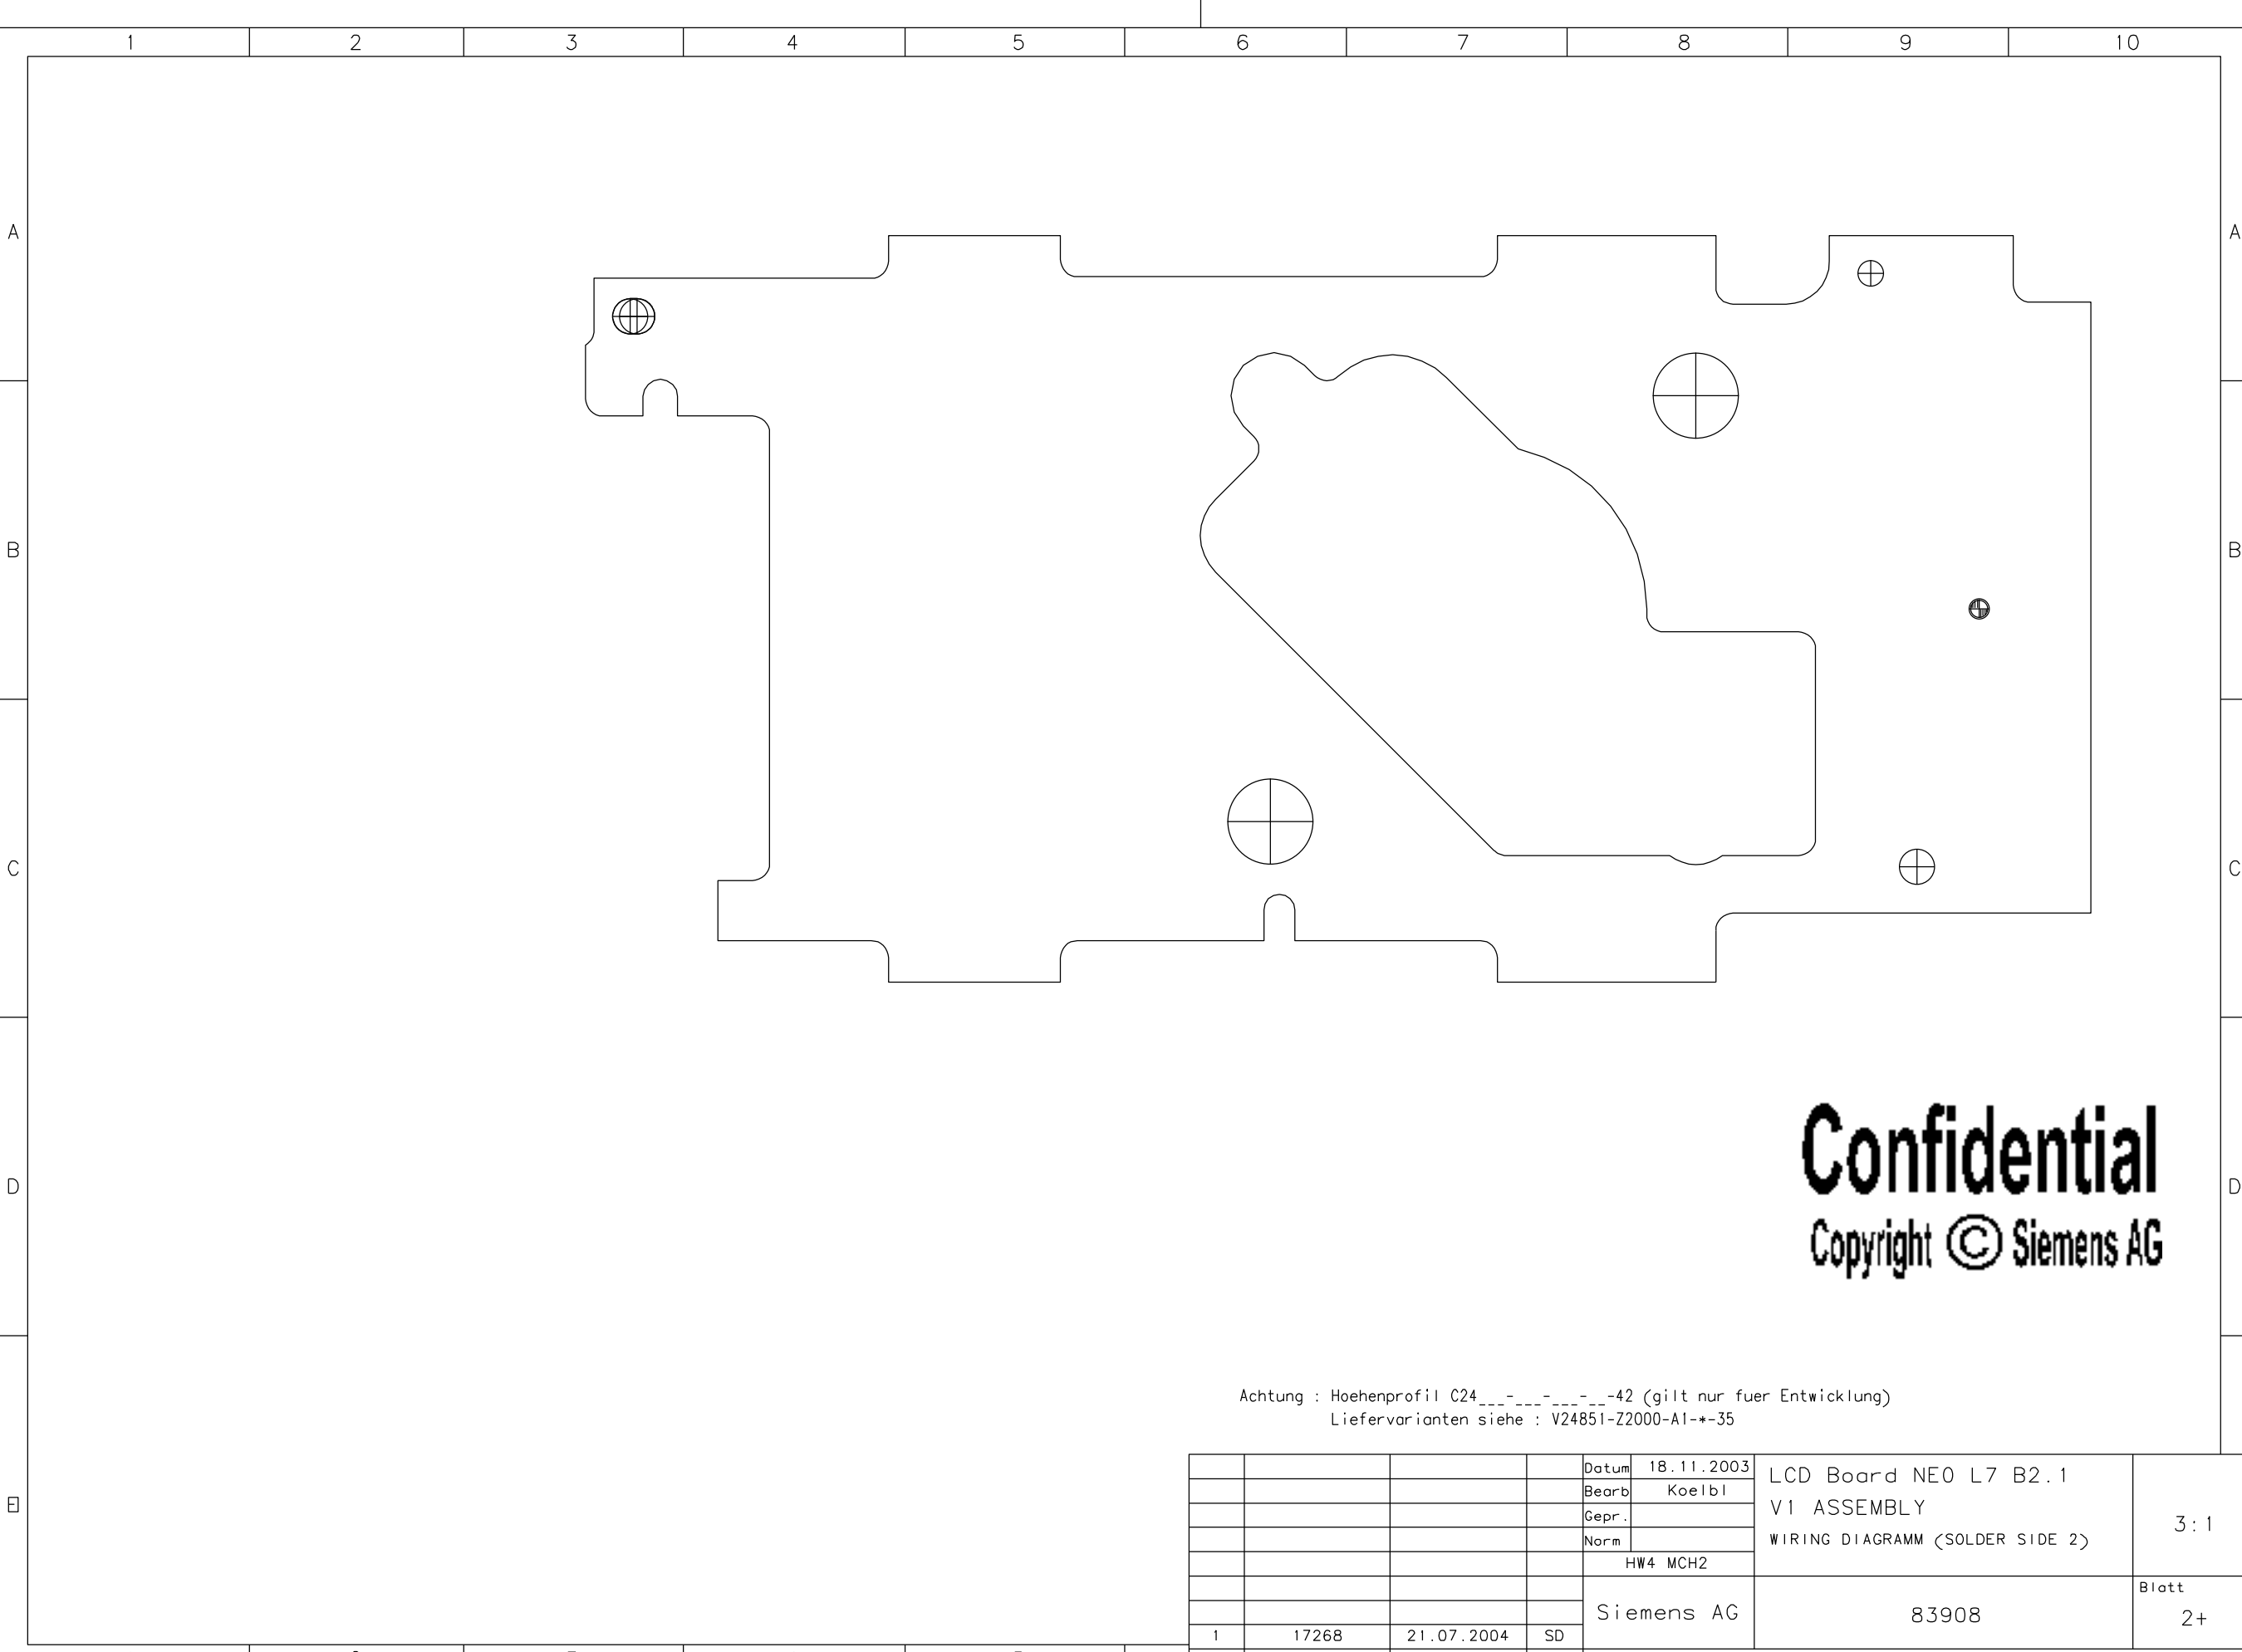 1 2 3 4 5 6 7 8 9 10
A A
B B
C C
D D
E
Confidential
Copyright © Siemens AG
Achtung : Hoehenprofil C24___-___-___-__-42 (gilt nur fuer Entwicklung)
Liefervarianten siehe : V24851-Z2000-A1-*-35
Datum 18.11.2003
Bearb Koelbl
Gepr.
Norm
HW4 MCH2
LCD Board NEO L7 B2.1
V1 ASSEMBLY
WIRING DIAGRAMM (SOLDER SIDE 2)
3:1
Siemens AG
83908
Blatt
2+
1 17268 21.07.2004 SD